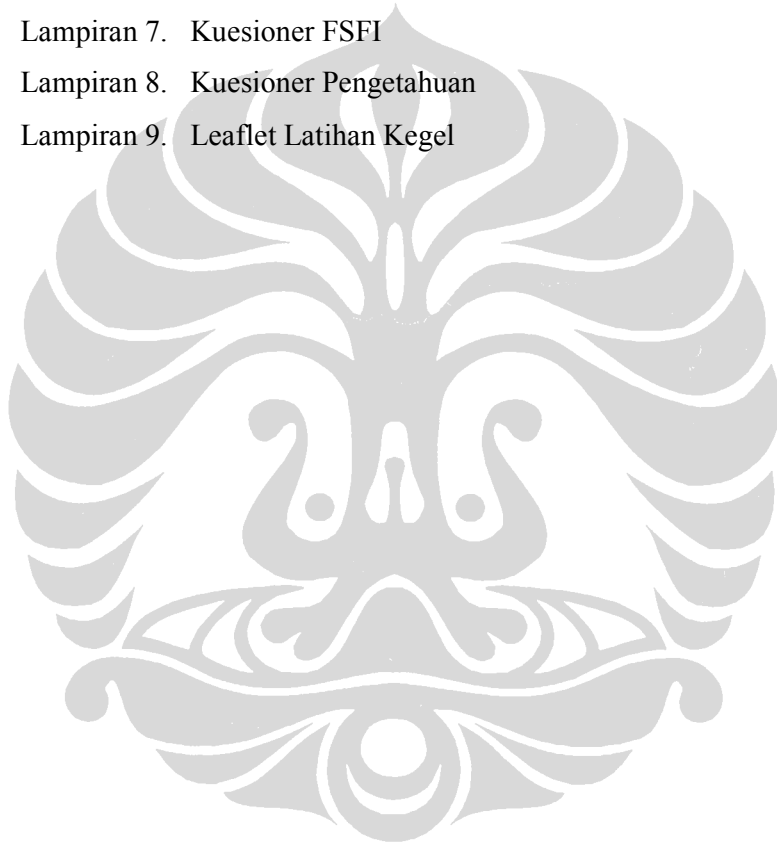 Lampiran 7. Kuesioner FSFI
Lampiran 8. Kuesioner Pengetahuan
Lampiran 9. Leaflet Latihan Kegel